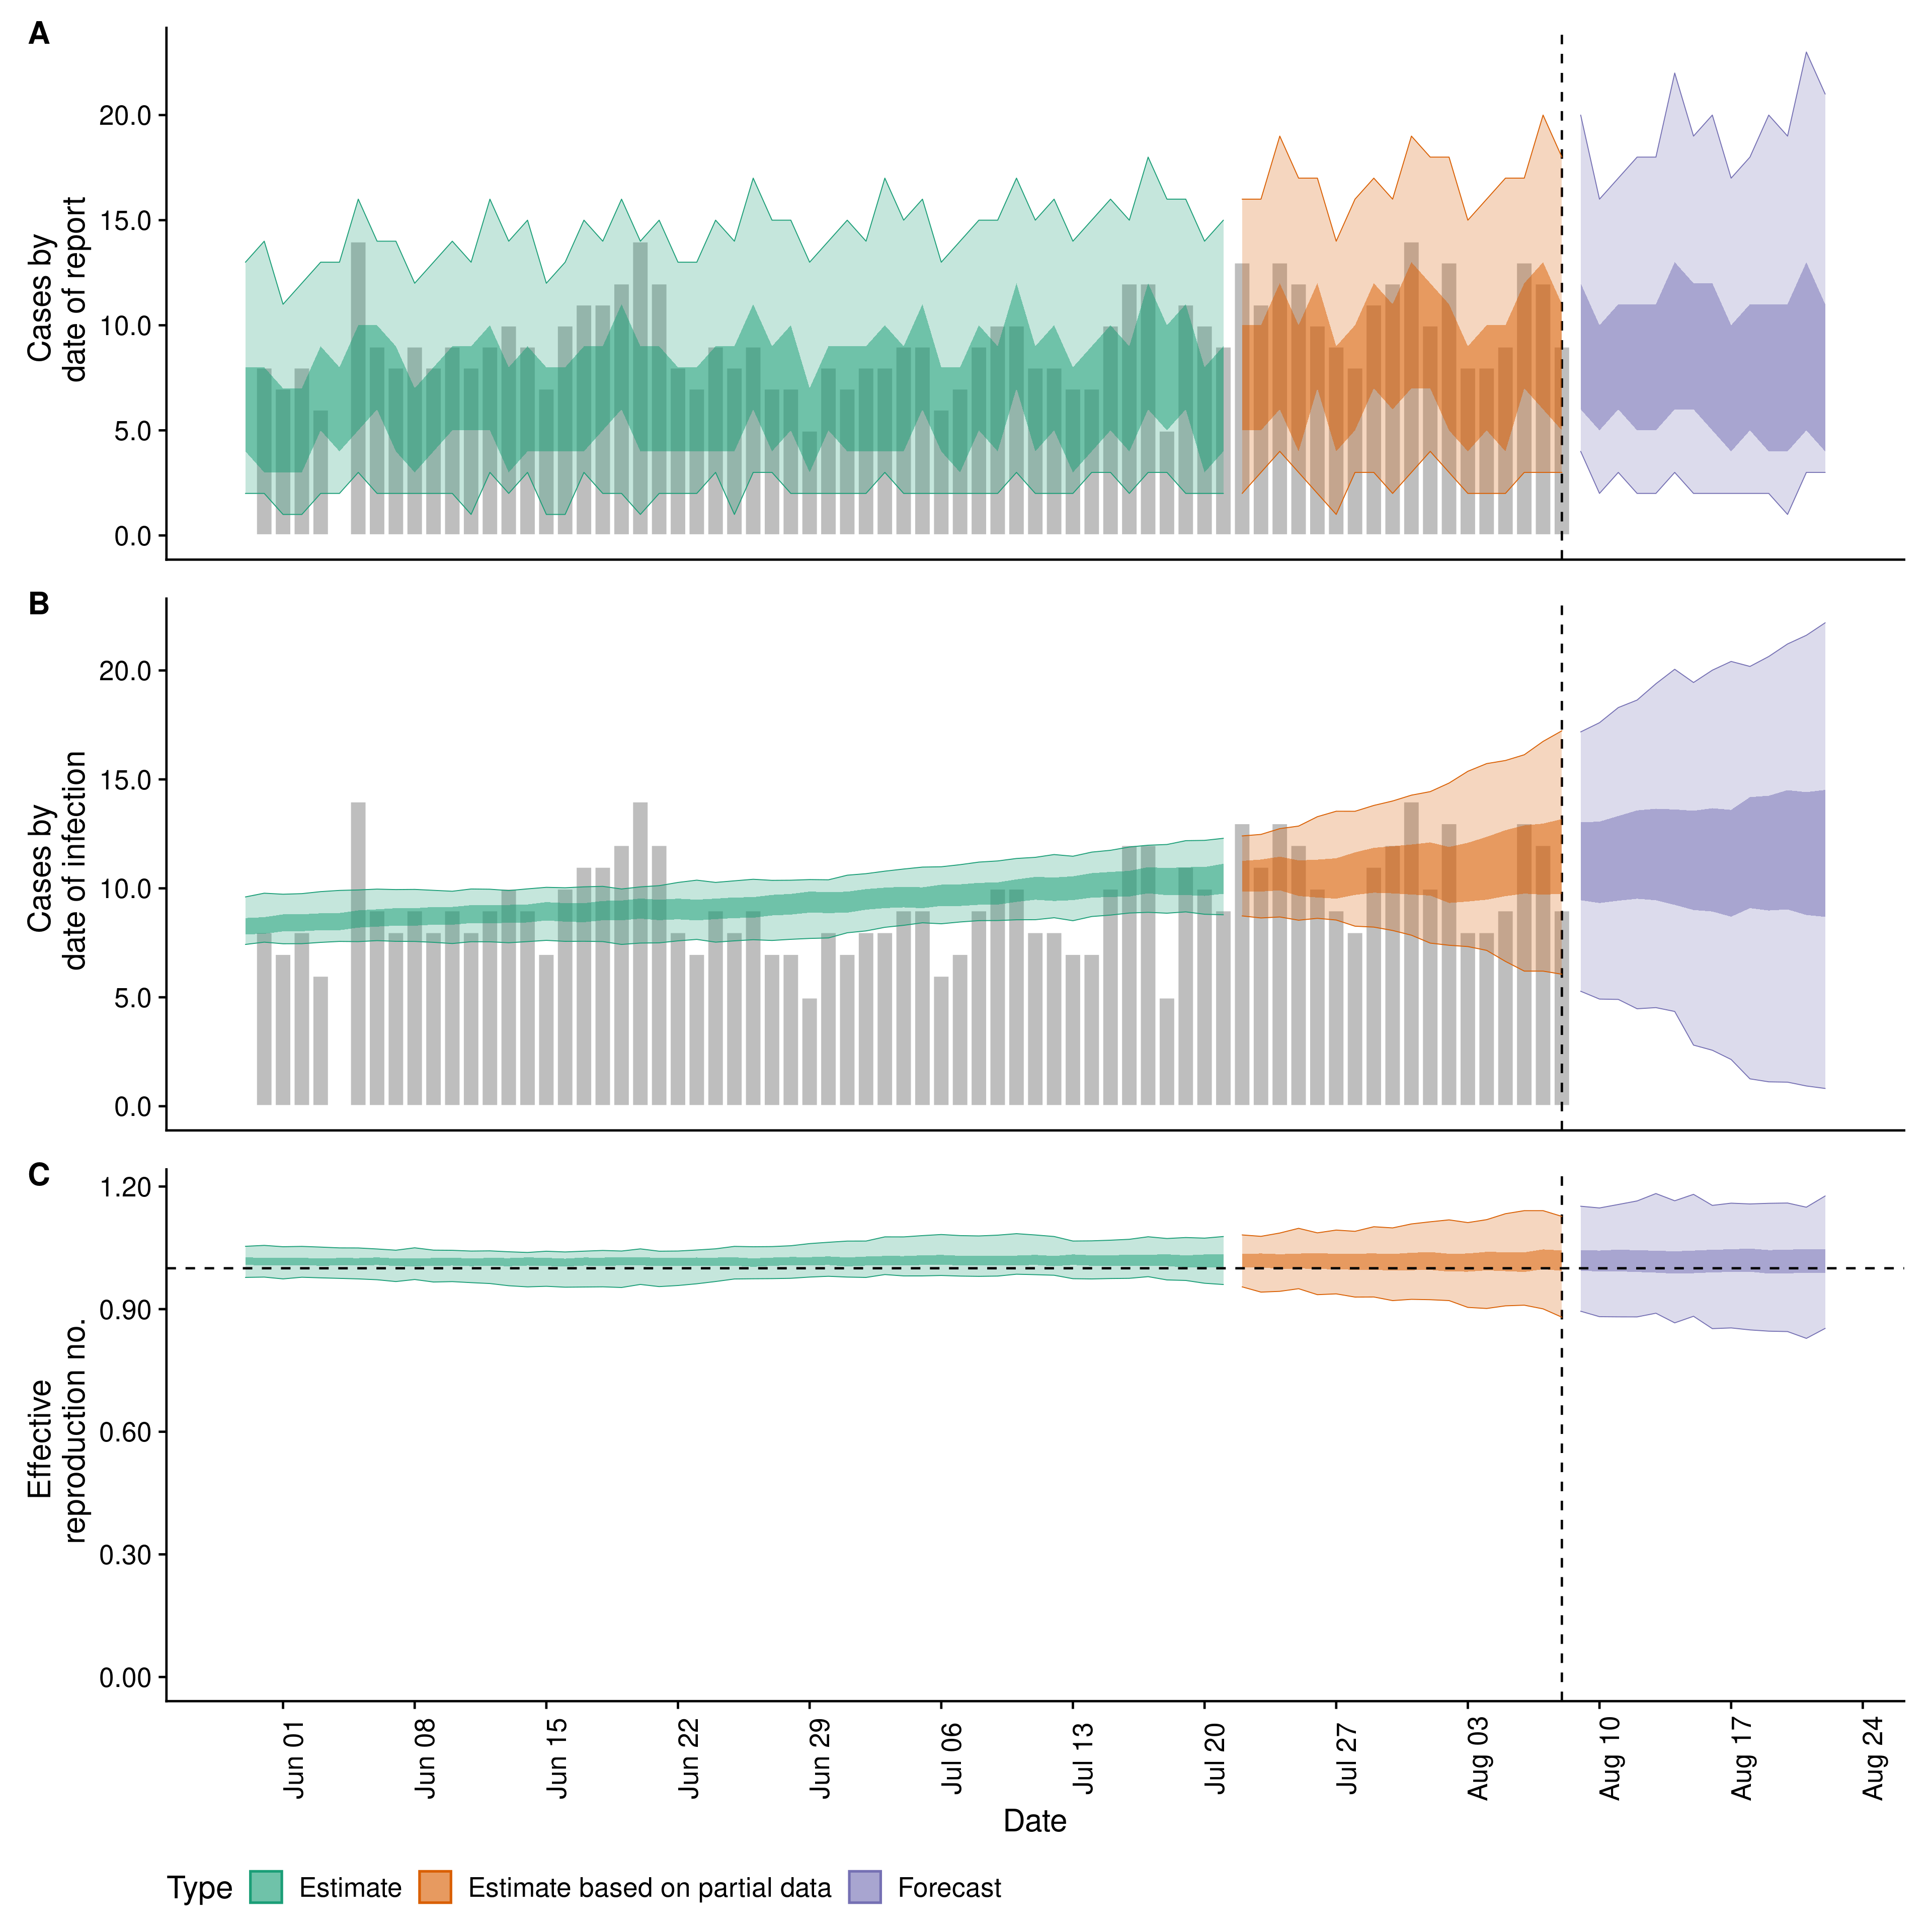 A
20.0
15.0
10.0
5.0
0.0
Cases by
date of report
B
20.0
15.0
10.0
5.0
0.0
Cases by
date of infection
C
1.20
0.90
0.60
0.30
0.00
Effective
reproduction no.
Jun 01
Jun 08
Jun 15
Jun 22
Jun 29
Jul 06
Jul 13
Jul 20
Jul 27
Aug 03
Aug 10
Aug 17
Aug 24
Date
Type Estimate Estimate based on partial data Forecast